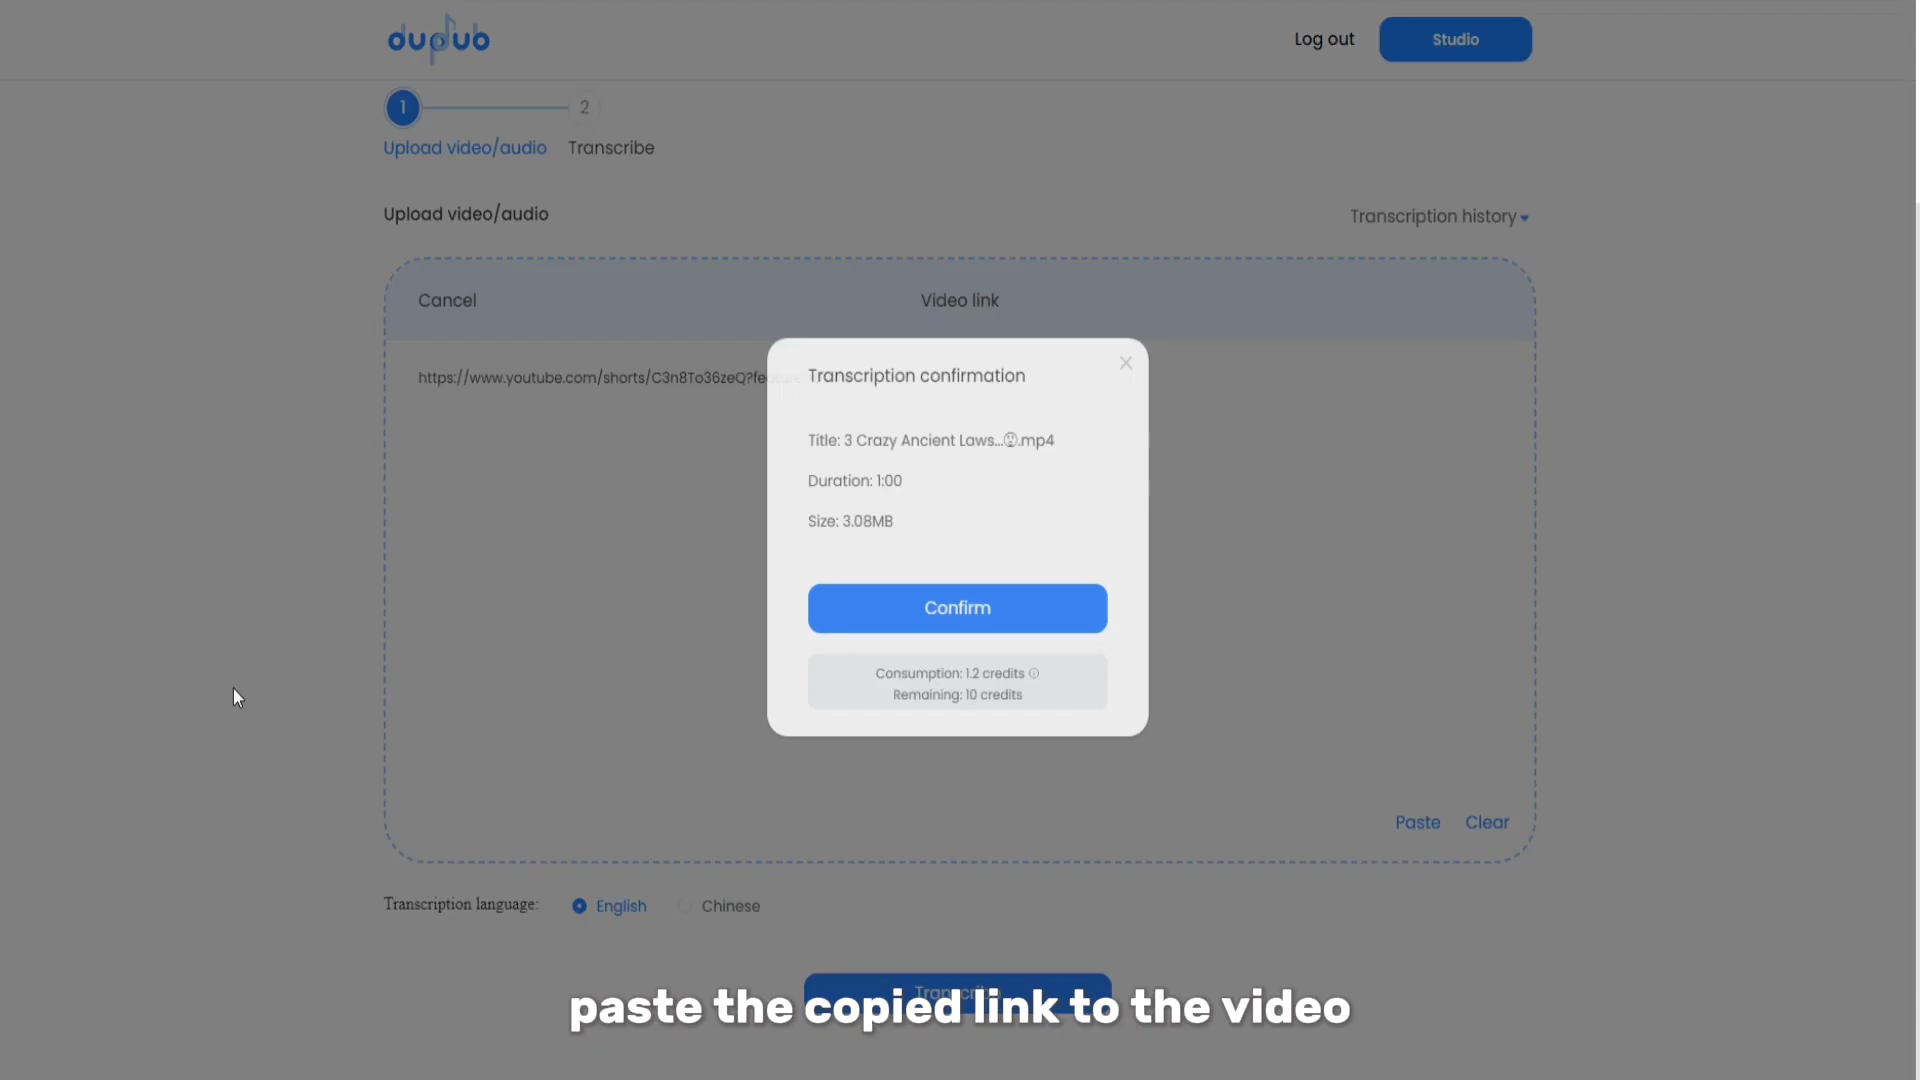 dupdub
Log out
Studio
1
2
Upload video/audio
Transcribe
Upload video/audio
Transcription history
Cancel
Video link
https://www.youtube.com/shorts/C3n8To36zeQ?feature
Transcription confirmation
Title: 3 Crazy Ancient Laws...😲.mp4
Duration: 1:00
Size: 3.08MB
Confirm
Consumption: 1.2 credits
Remaining: 10 credits
Paste
Clear
Transcription language:
English
Chinese
Transcribe
paste the copied link to the video